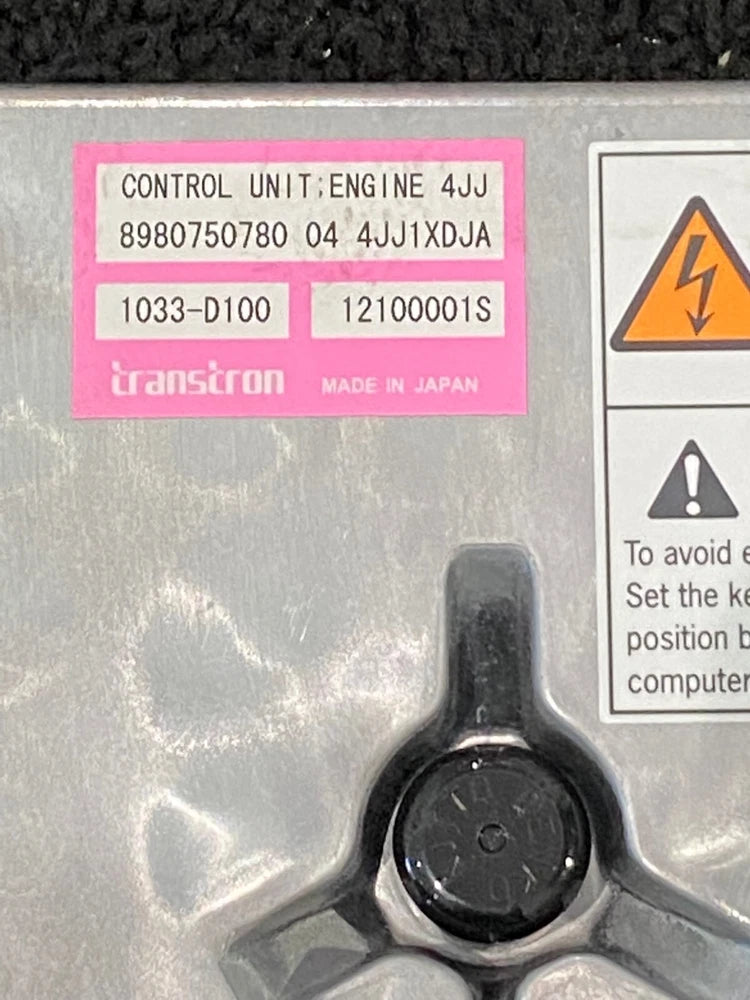 CONTROL UNIT;ENGINE 4JJ
8980750780 04 4JJ1XDJA
1033-D100 12100001S
transtron MADE IN JAPAN
To avoid
Set the
position
computer